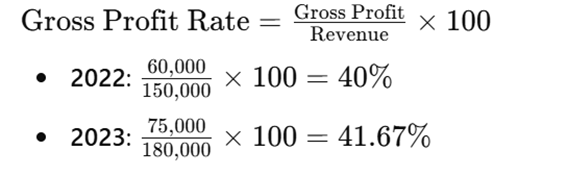 Gross Profit Rate = Gross Profit / Revenue × 100
• 2022: 60,000 / 150,000 × 100 = 40%
• 2023: 75,000 / 180,000 × 100 = 41.67%